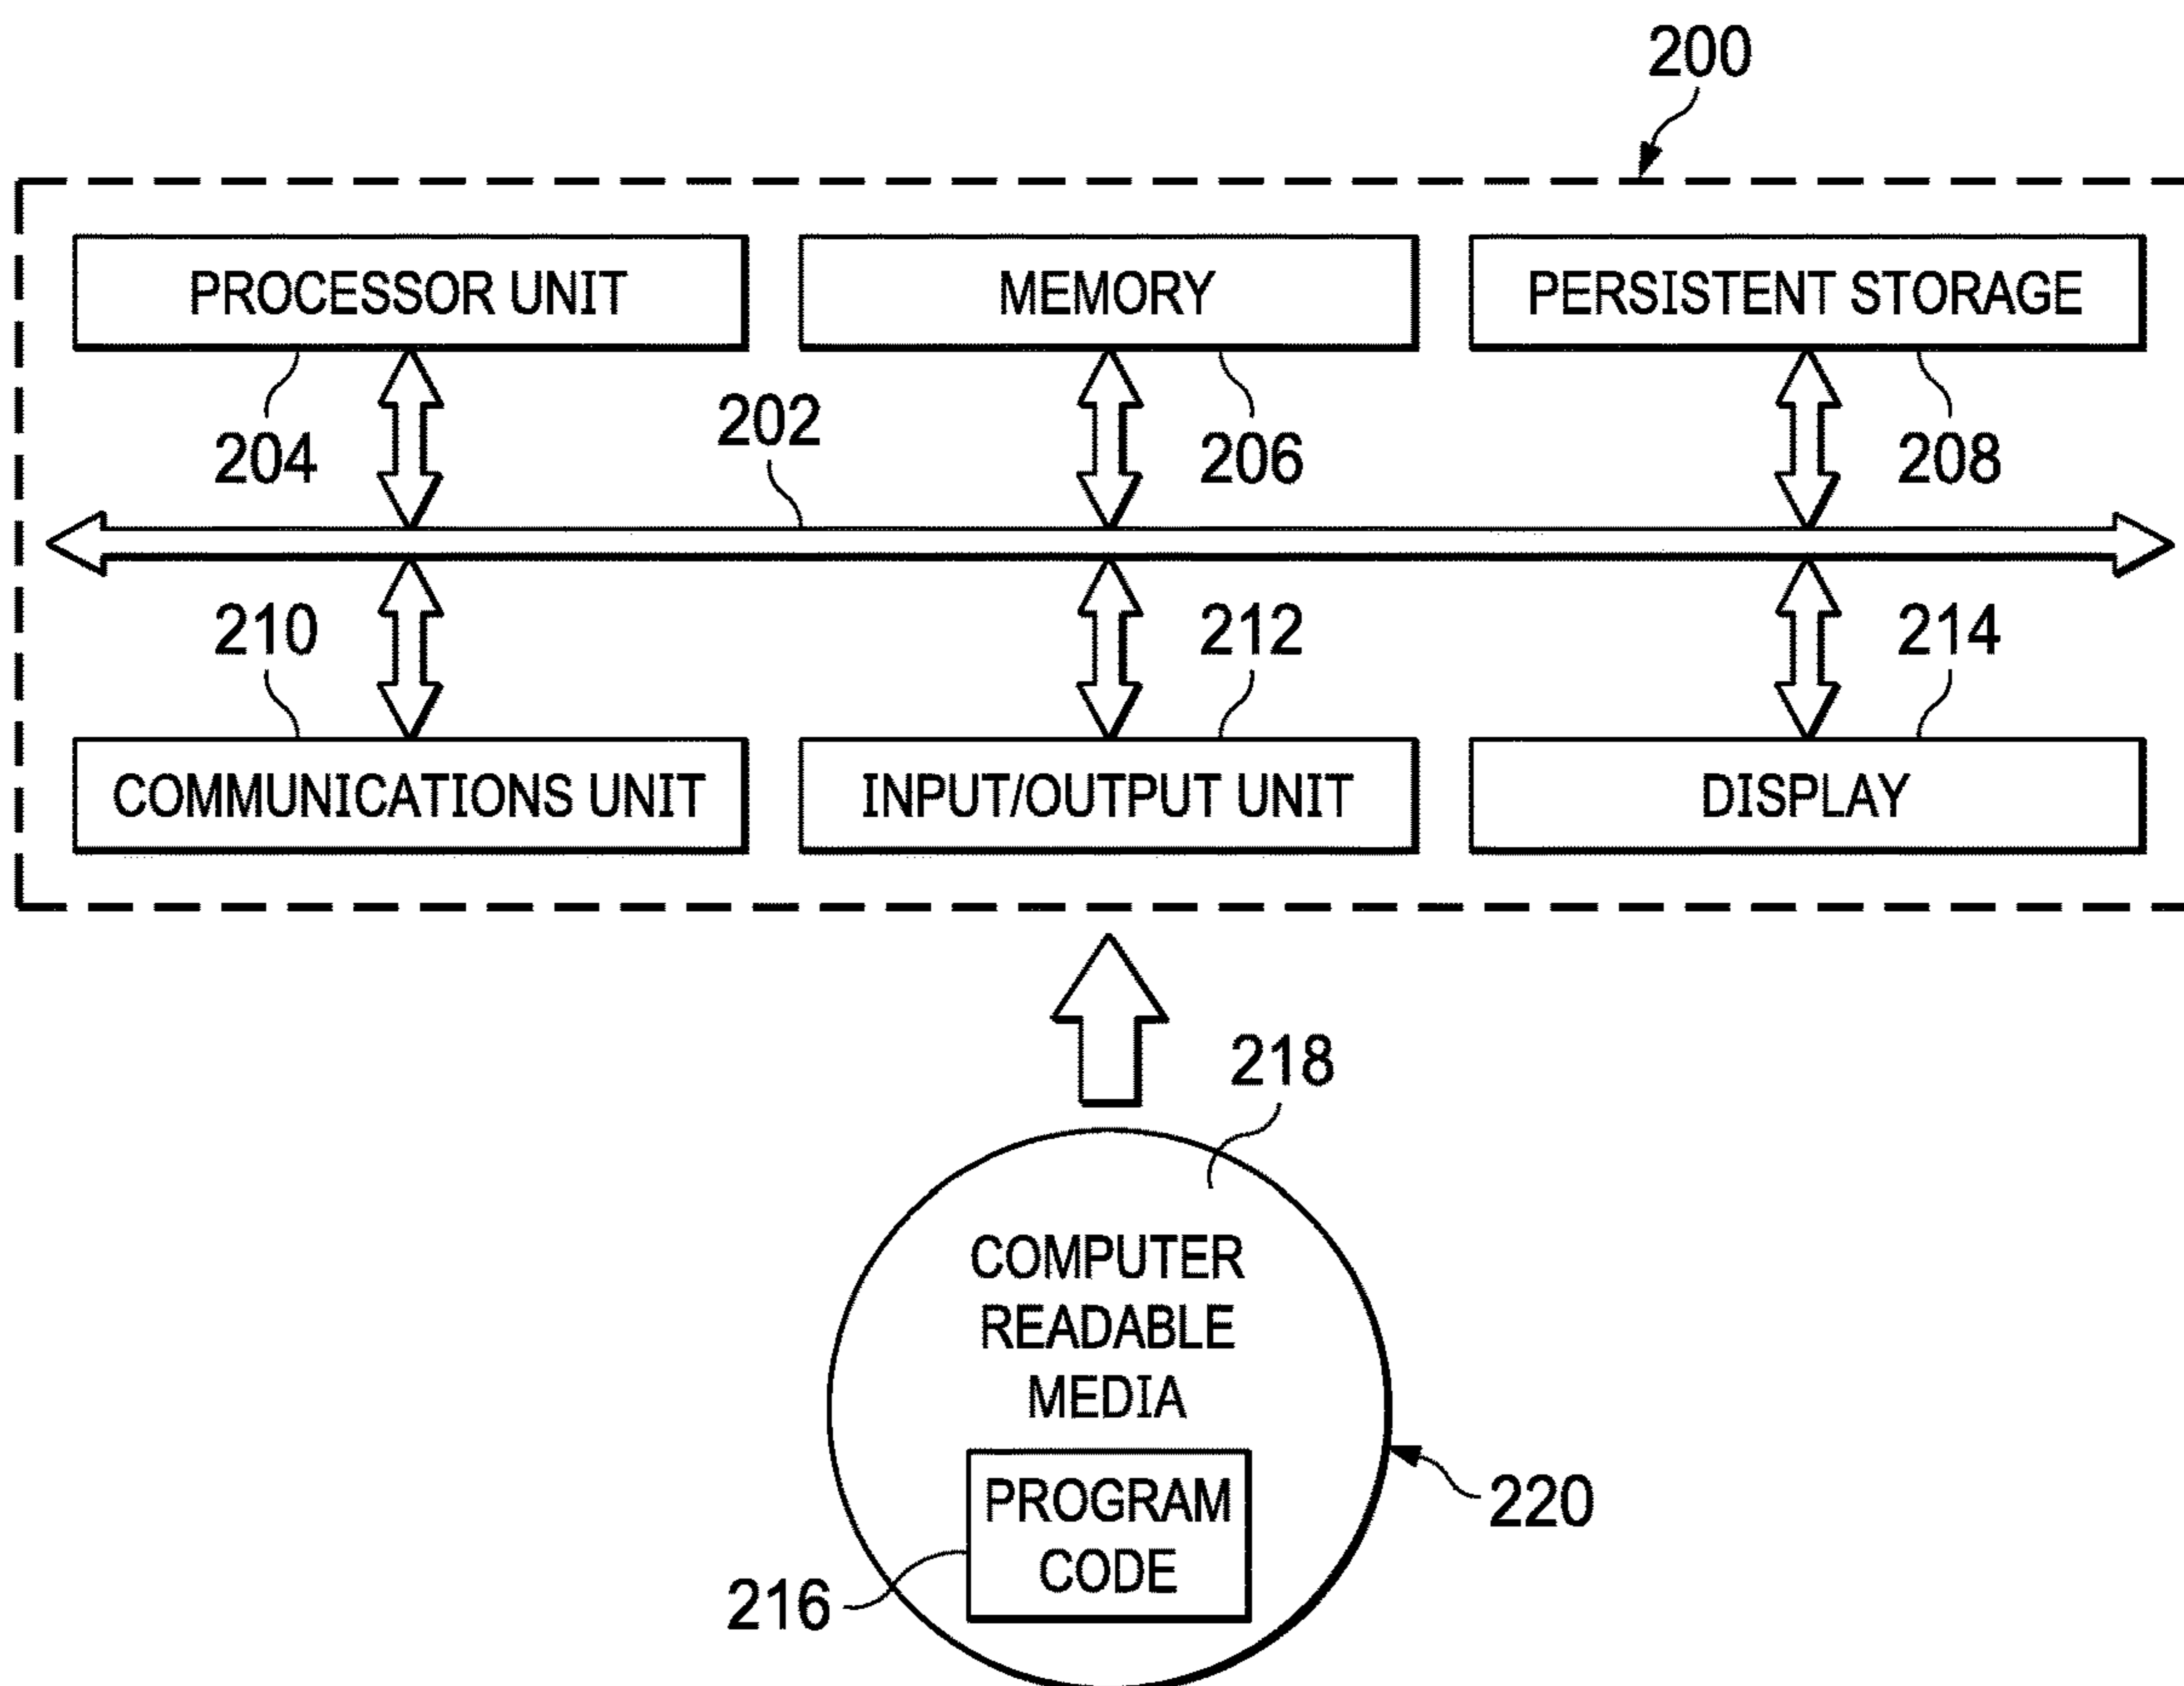 200
PROCESSOR UNIT
MEMORY
PERSISTENT STORAGE
204
202
206
208
210
212
214
COMMUNICATIONS UNIT
INPUT/OUTPUT UNIT
DISPLAY
218
COMPUTER
READABLE
MEDIA
PROGRAM
CODE
220
216